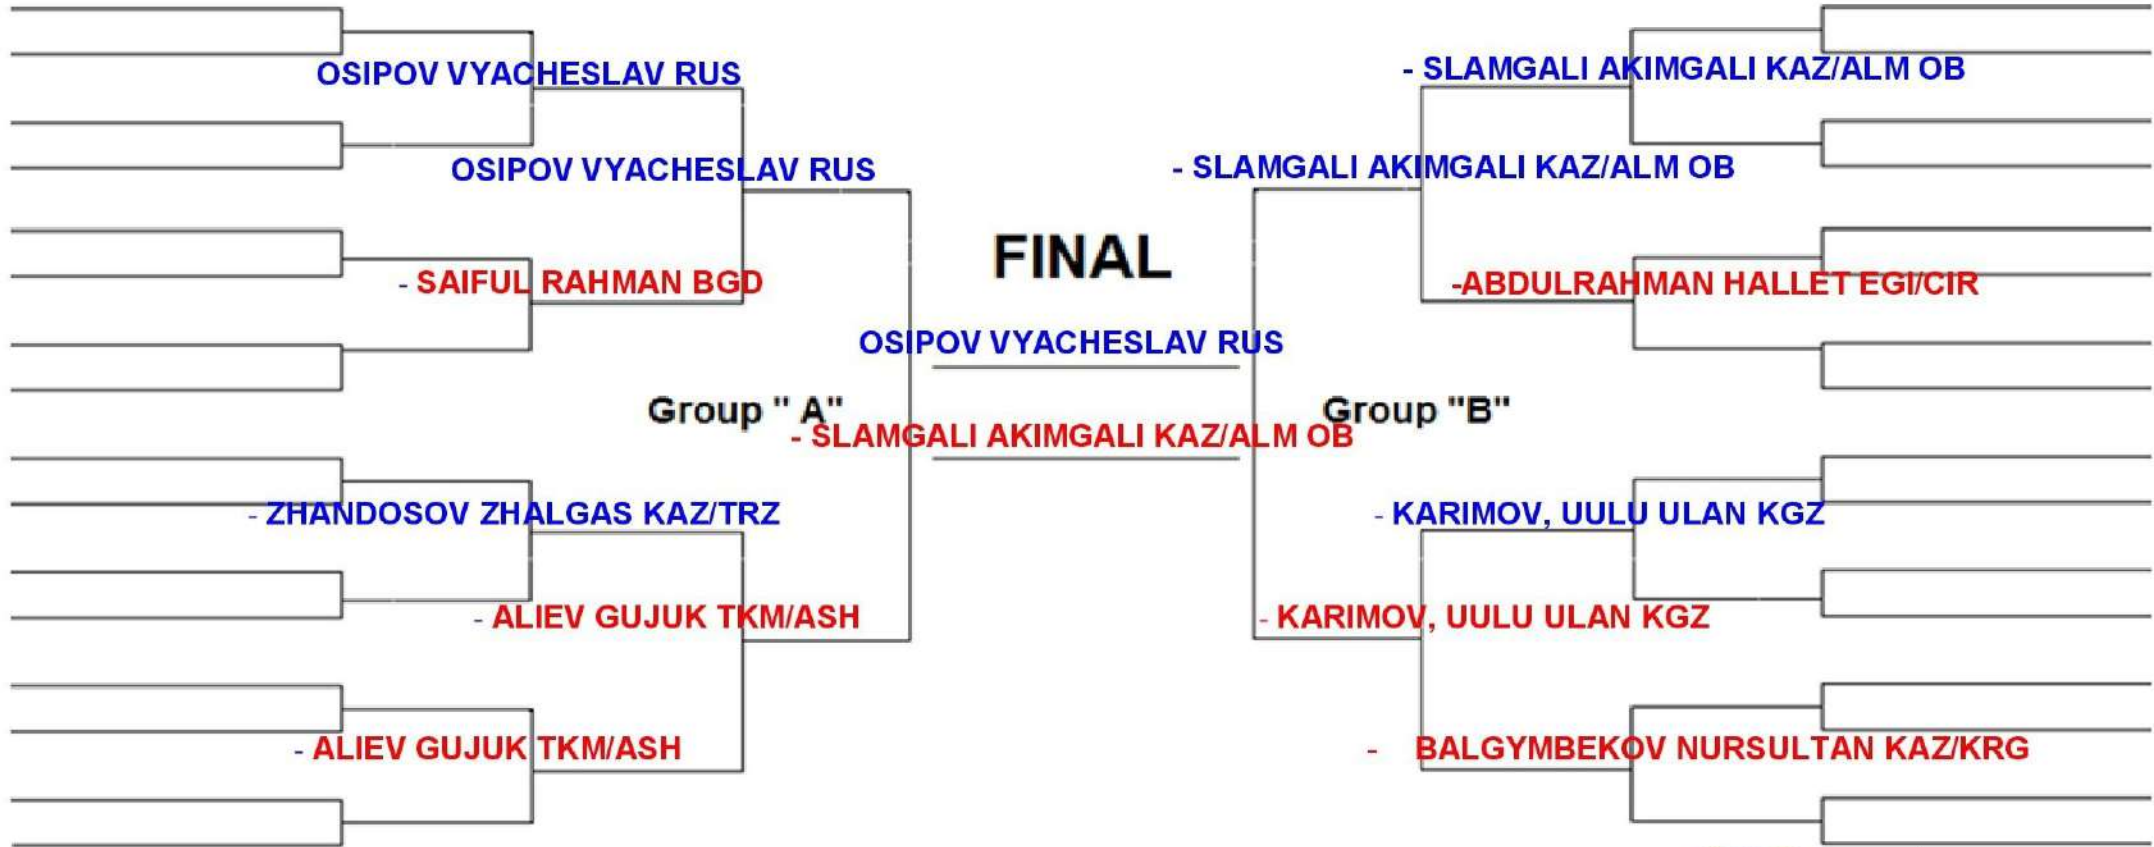 OSIPOV VYACHESLAV RUS
- SLAMGALI AKIMGALI KAZ/ALM OB
OSIPOV VYACHESLAV RUS
- SLAMGALI AKIMGALI KAZ/ALM OB
FINAL
- SAIFUL RAHMAN BGD
-ABDULRAHMAN HALLET EGI/CIR
OSIPOV VYACHESLAV RUS
Group " A"
Group "B"
- SLAMGALI AKIMGALI KAZ/ALM OB
- ZHANDOSOV ZHALGAS KAZ/TRZ
- KARIMOV, UULU ULAN KGZ
- ALIEV GUJUK TKM/ASH
- KARIMOV, UULU ULAN KGZ
- ALIEV GUJUK TKM/ASH
- BALGYMBEKOV NURSULTAN KAZ/KRG